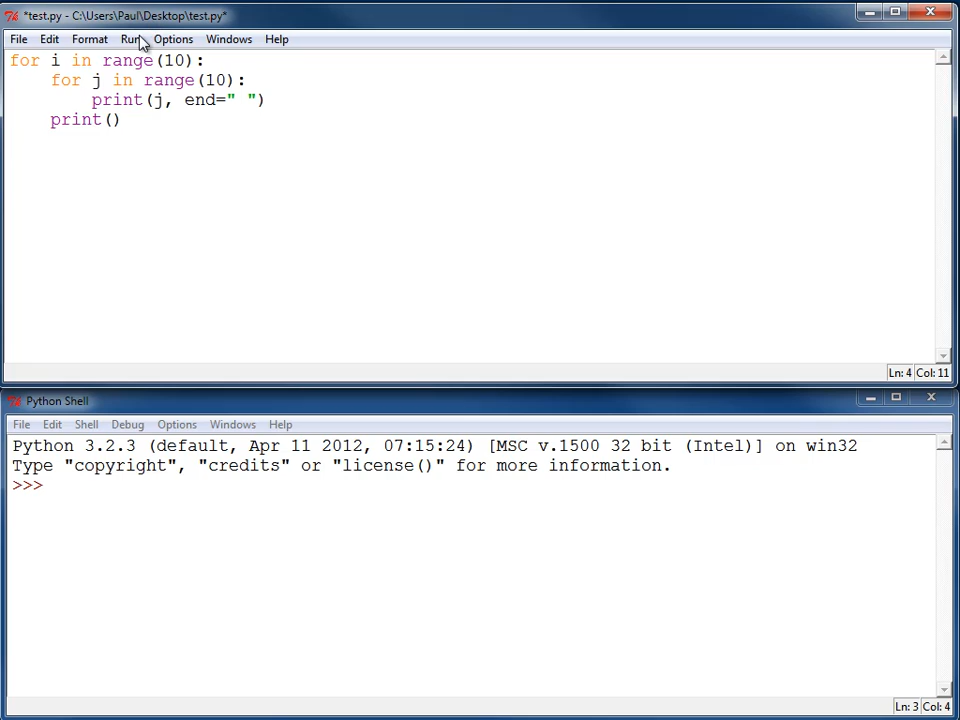 *test.py - C:\Users\Paul\Desktop\test.py*
File Edit Format Run Options Windows Help
for i in range(10):
    for j in range(10):
        print(j, end=" ")
    print()
Ln: 4 Col: 11
Python Shell
File Edit Shell Debug Options Windows Help
Python 3.2.3 (default, Apr 11 2012, 07:15:24) [MSC v.1500 32 bit (Intel)] on win32
Type "copyright", "credits" or "license()" for more information.
>>>
Ln: 3 Col: 4